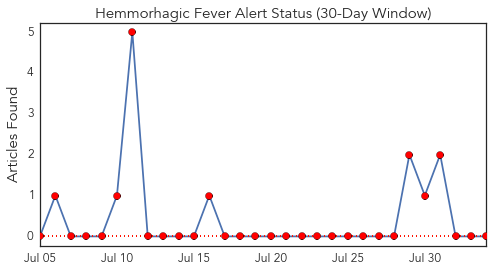 Hemmorhagic Fever Alert Status (30-Day Window)
Articles Found
5
4
3
2
1
0
Jul 05 Jul 10 Jul 15 Jul 20 Jul 25 Jul 30